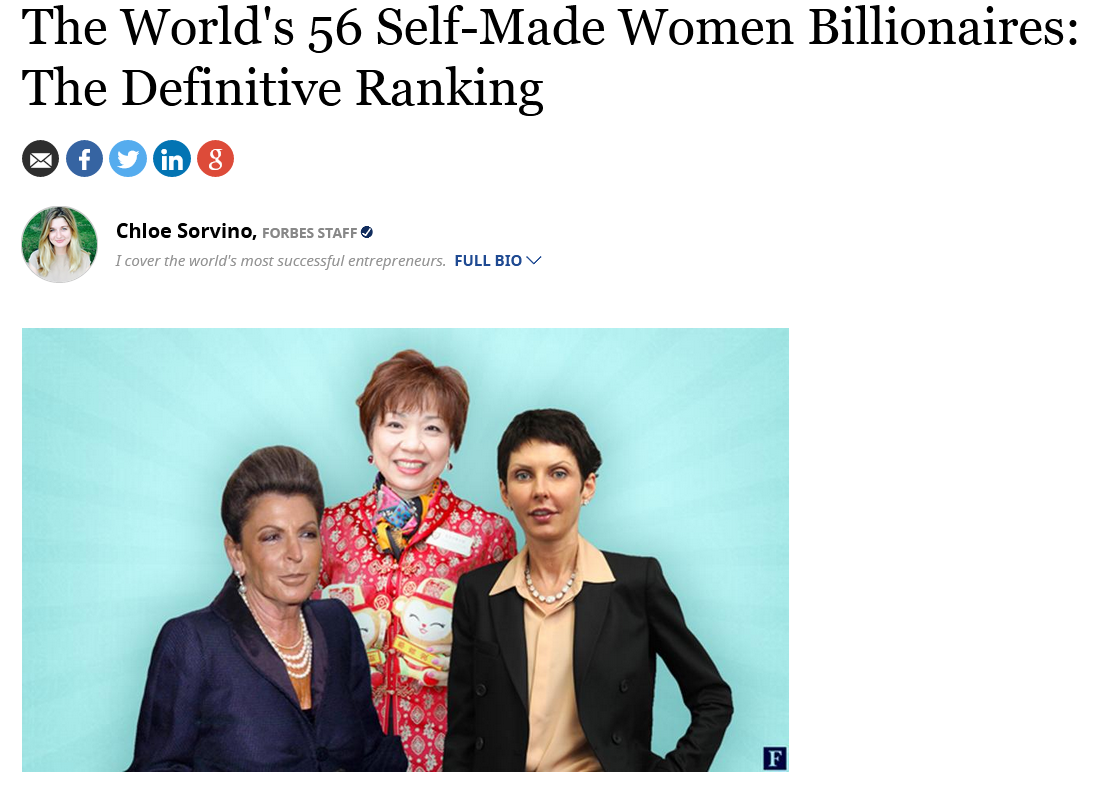 The World's 56 Self-Made Women Billionaires:
The Definitive Ranking
f
in
g
Chloe Sorvino, FORBES STAFF
I cover the world's most successful entrepreneurs. FULL BIO
F